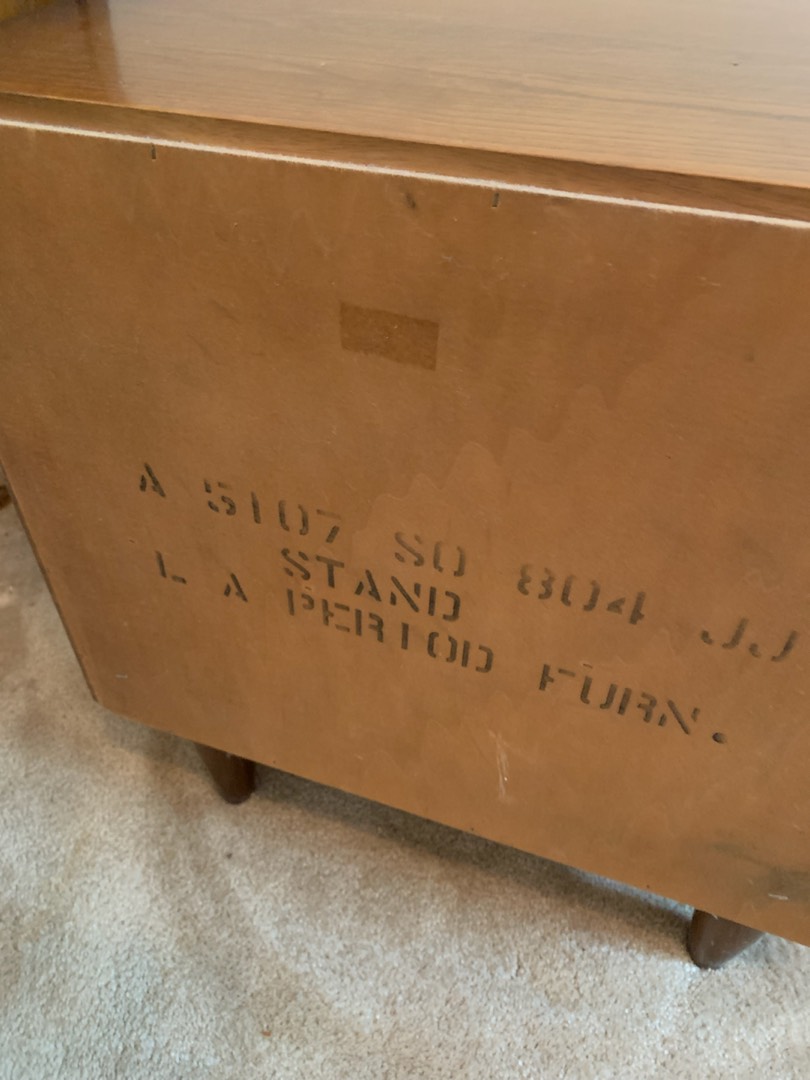 A 5107 SO 804 JJ
STAND
L A PERIOD FURN.